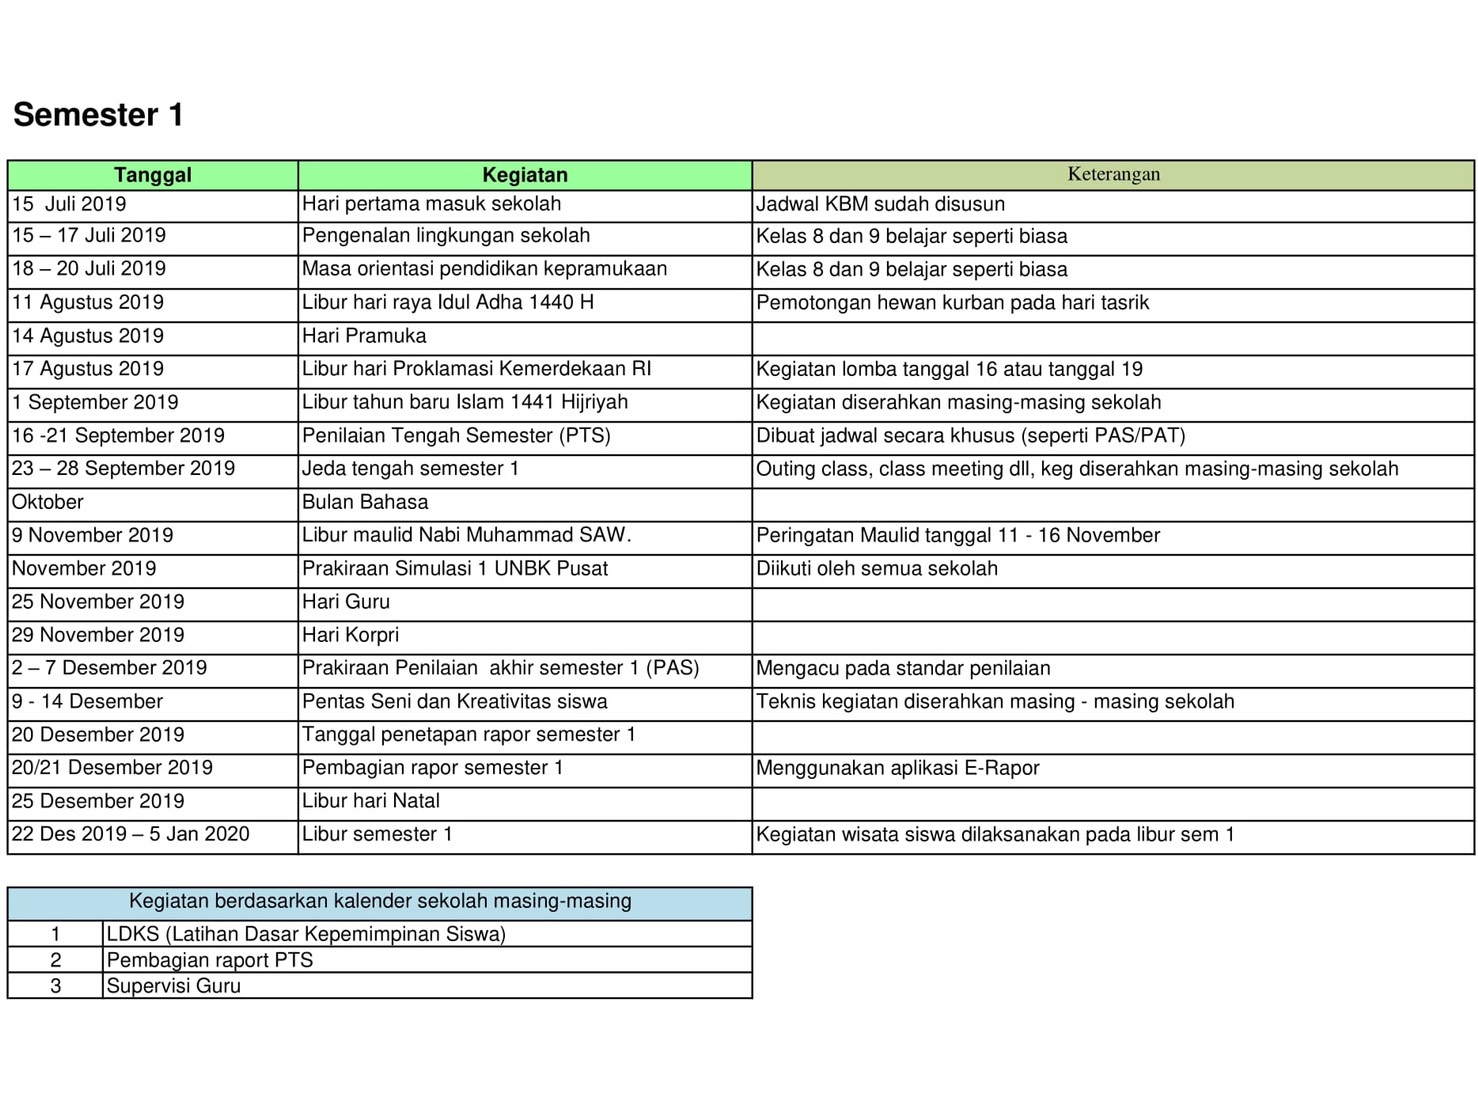 Semester 1
Tanggal Kegiatan Keterangan
15 Juli 2019 Hari pertama masuk sekolah Jadwal KBM sudah disusun
15 – 17 Juli 2019 Pengenalan lingkungan sekolah Kelas 8 dan 9 belajar seperti biasa
18 – 20 Juli 2019 Masa orientasi pendidikan kepramukaan Kelas 8 dan 9 belajar seperti biasa
11 Agustus 2019 Libur hari raya Idul Adha 1440 H Pemotongan hewan kurban pada hari tasrik
14 Agustus 2019 Hari Pramuka
17 Agustus 2019 Libur hari Proklamasi Kemerdekaan RI Kegiatan lomba tanggal 16 atau tanggal 19
1 September 2019 Libur tahun baru Islam 1441 Hijriyah Kegiatan diserahkan masing-masing sekolah
16 -21 September 2019 Penilaian Tengah Semester (PTS) Dibuat jadwal secara khusus (seperti PAS/PAT)
23 – 28 September 2019 Jeda tengah semester 1 Outing class, class meeting dll, keg diserahkan masing-masing sekolah
Oktober Bulan Bahasa
9 November 2019 Libur maulid Nabi Muhammad SAW. Peringatan Maulid tanggal 11 - 16 November
November 2019 Prakiraan Simulasi 1 UNBK Pusat Diikuti oleh semua sekolah
25 November 2019 Hari Guru
29 November 2019 Hari Korpri
2 – 7 Desember 2019 Prakiraan Penilaian akhir semester 1 (PAS) Mengacu pada standar penilaian
9 - 14 Desember Pentas Seni dan Kreativitas siswa Teknis kegiatan diserahkan masing - masing sekolah
20 Desember 2019 Tanggal penetapan rapor semester 1
20/21 Desember 2019 Pembagian rapor semester 1 Menggunakan aplikasi E-Rapor
25 Desember 2019 Libur hari Natal
22 Des 2019 – 5 Jan 2020 Libur semester 1 Kegiatan wisata siswa dilaksanakan pada libur sem 1
Kegiatan berdasarkan kalender sekolah masing-masing
1 LDKS (Latihan Dasar Kepemimpinan Siswa)
2 Pembagian raport PTS
3 Supervisi Guru